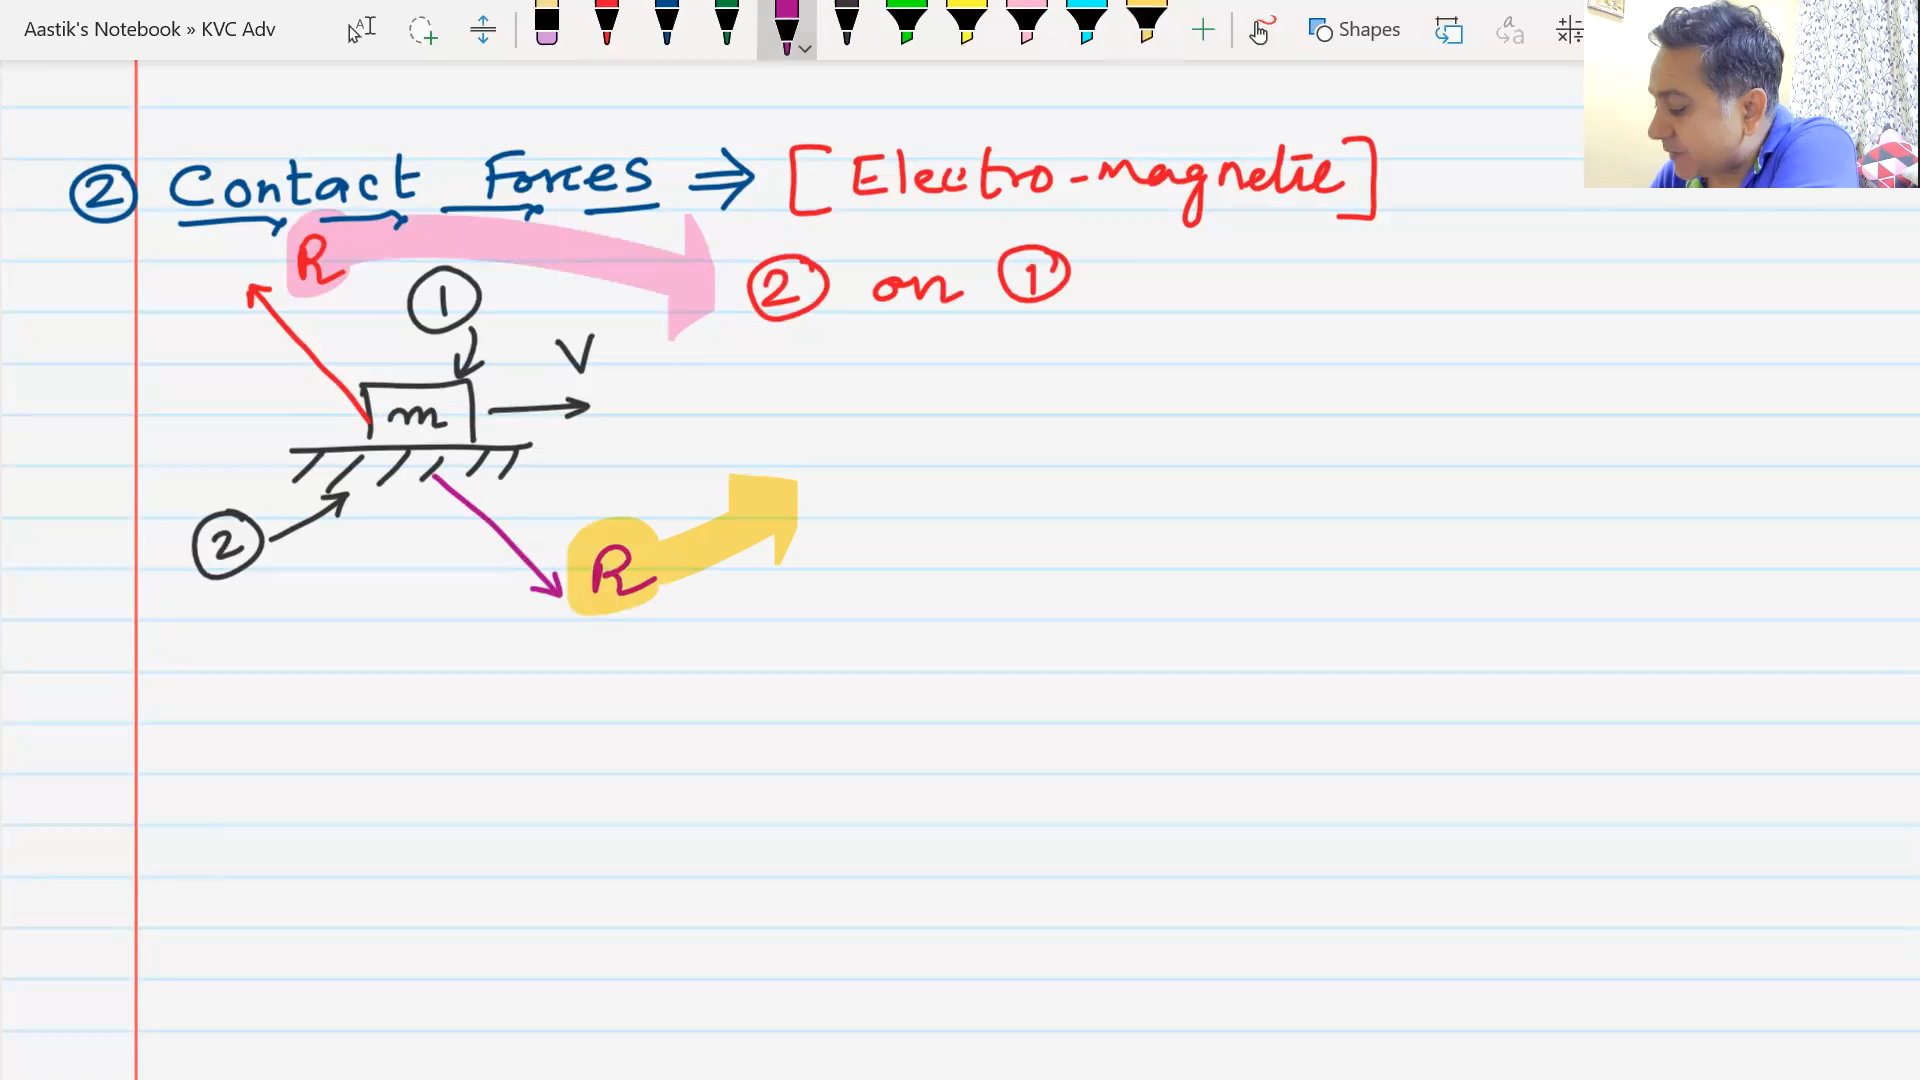 Aastik's Notebook » KVC Adv
Shapes
② Contact Forces ⇒ [Electro-magnetic]
R
② on ①
①
V
m
②
R